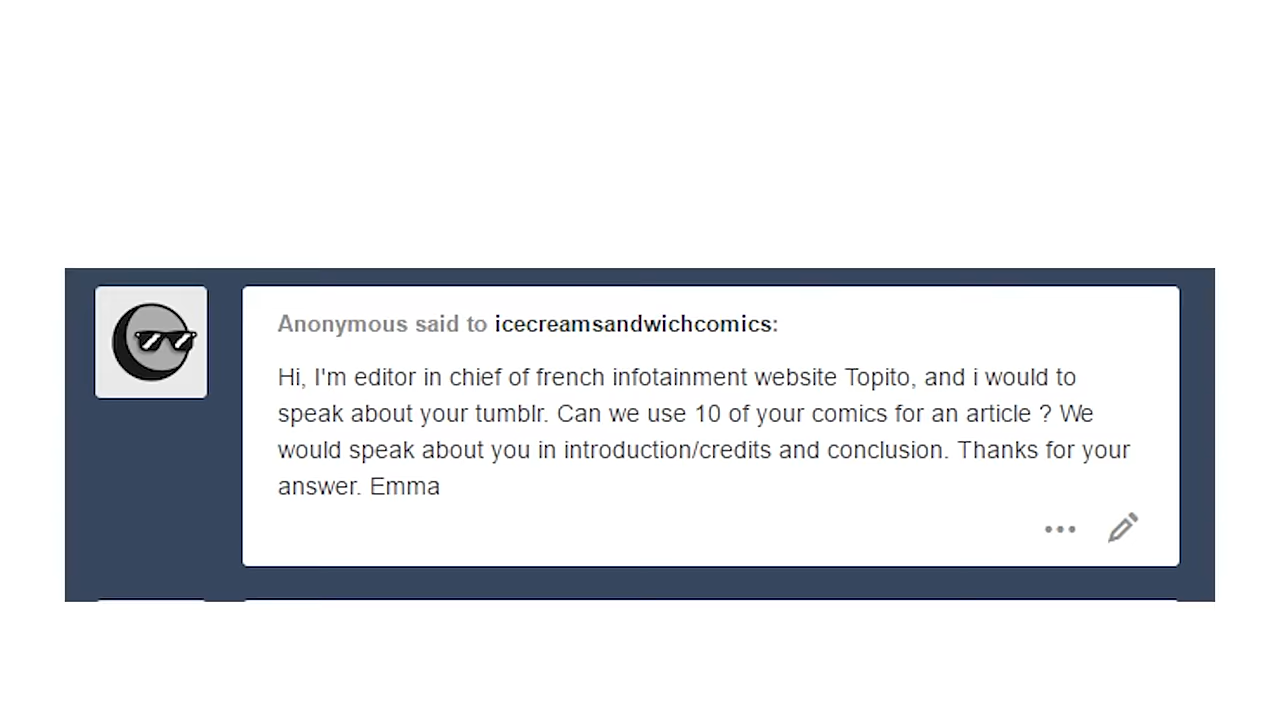 Anonymous said to icecreamsandwichcomics:
Hi, I'm editor in chief of french infotainment website Topito, and i would to
speak about your tumblr. Can we use 10 of your comics for an article ? We
would speak about you in introduction/credits and conclusion. Thanks for your
answer. Emma